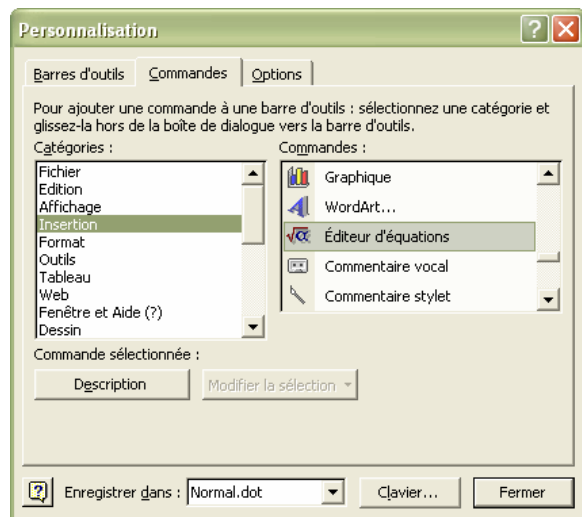 Personnalisation
Barres d'outils
Commandes
Options
Pour ajouter une commande à une barre d'outils : sélectionnez une catégorie et
glissez-la hors de la boîte de dialogue vers la barre d'outils.
Catégories :
Fichier
Edition
Affichage
Insertion
Format
Outils
Tableau
Web
Fenêtre et Aide (?)
Dessin
Commandes :
Graphique
WordArt...
Éditeur d'équations
Commentaire vocal
Commentaire stylet
Commande sélectionnée :
Description
Modifier la sélection
Enregistrer dans :
Normal.dot
Clavier...
Fermer